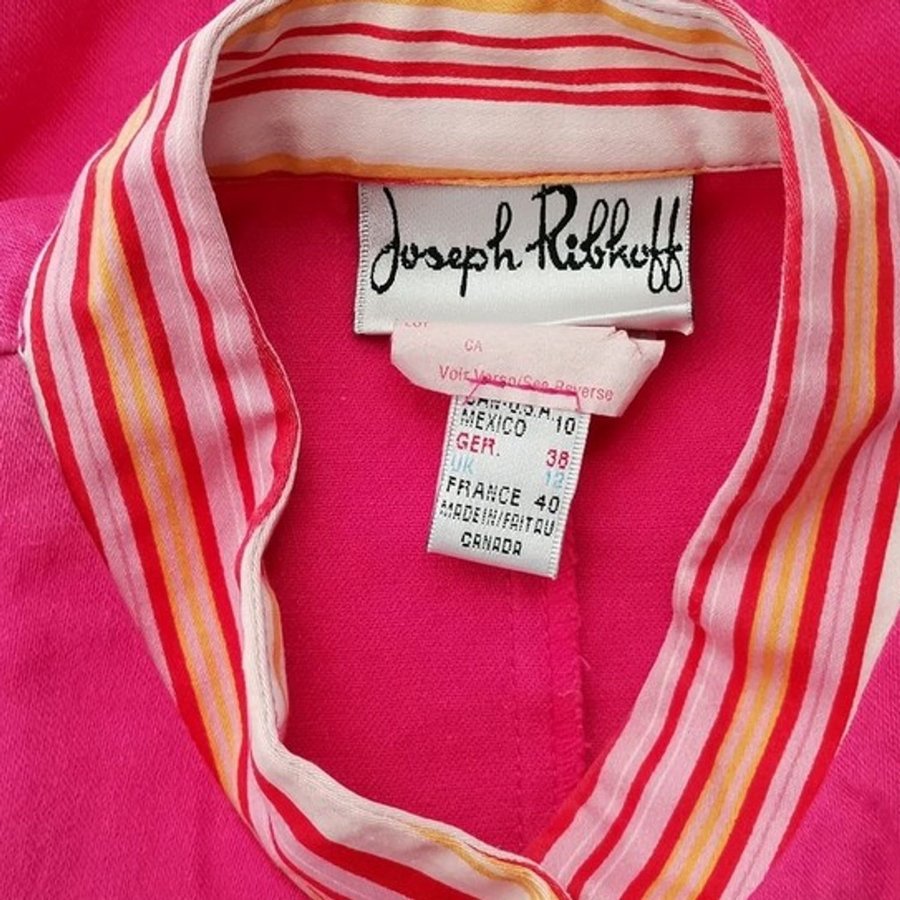 Joseph Ribkoff
CA
Voir Verso/See Reverse
CAN-U.S.A.
MEXICO 10
GER. 38
UK 12
FRANCE 40
MADE IN/FAIT AU
CANADA